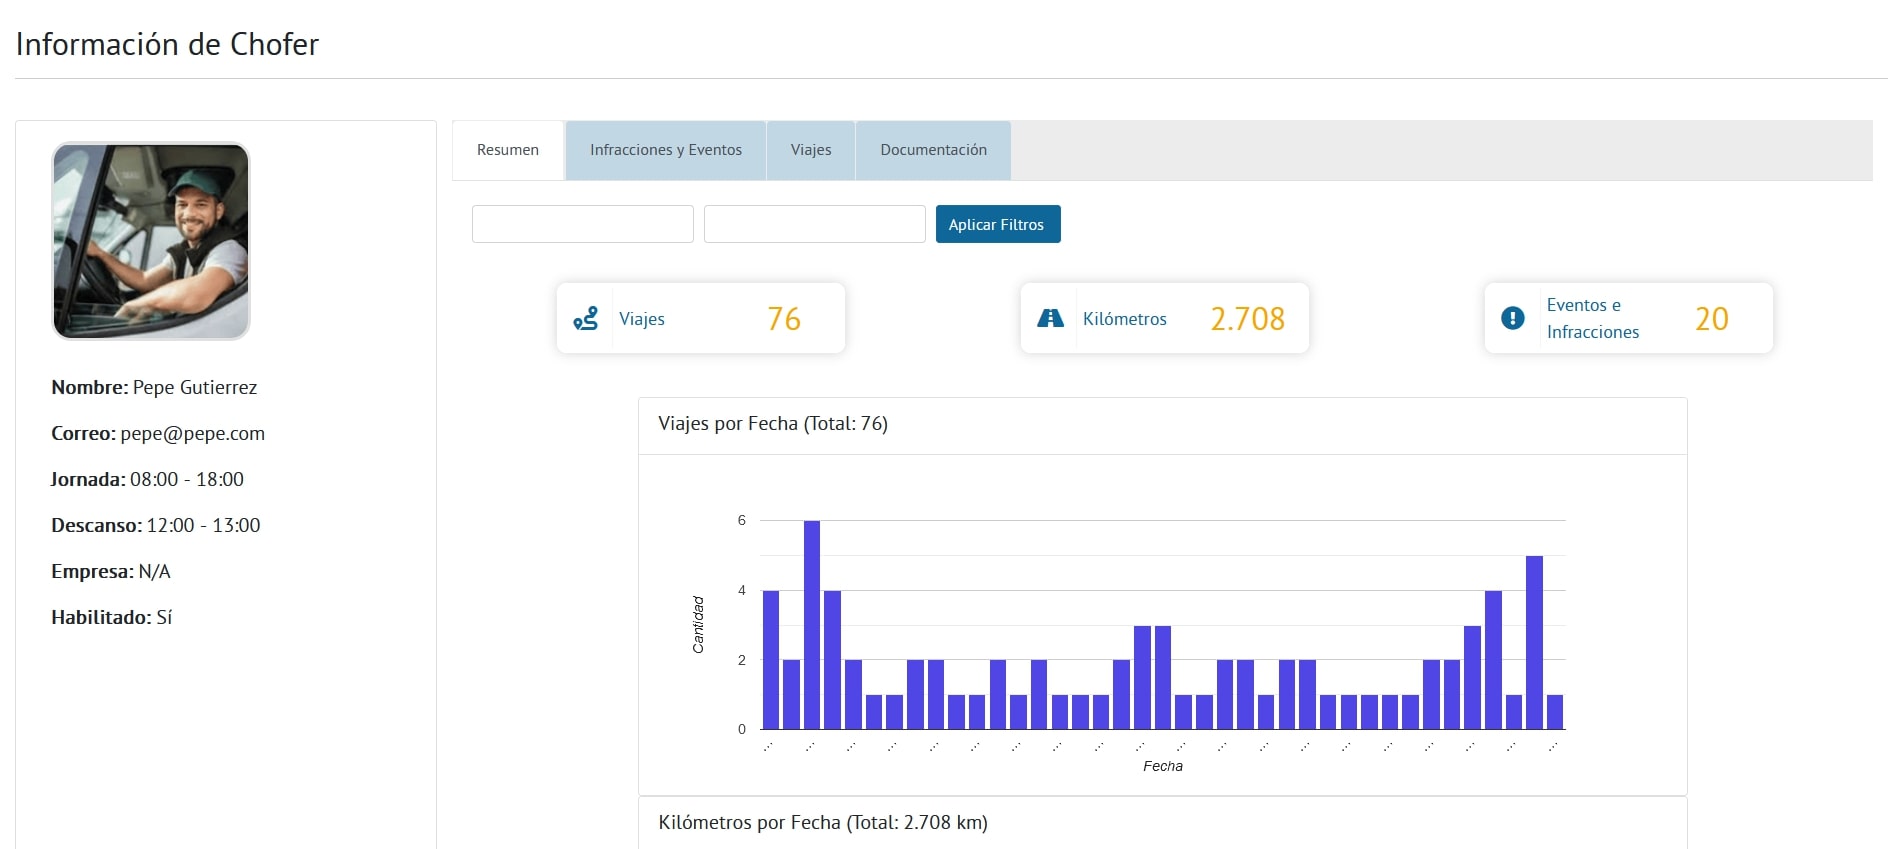 Información de Chofer
Nombre: Pepe Gutierrez
Correo: pepe@pepe.com
Jornada: 08:00 - 18:00
Descanso: 12:00 - 13:00
Empresa: N/A
Habilitado: Sí
Resumen
Infracciones y Eventos
Viajes
Documentación
Aplicar Filtros
Viajes
76
Kilómetros
2.708
Eventos e
Infracciones
20
Viajes por Fecha (Total: 76)
6
4
2
0
Cantidad
Fecha
Kilómetros por Fecha (Total: 2.708 km)